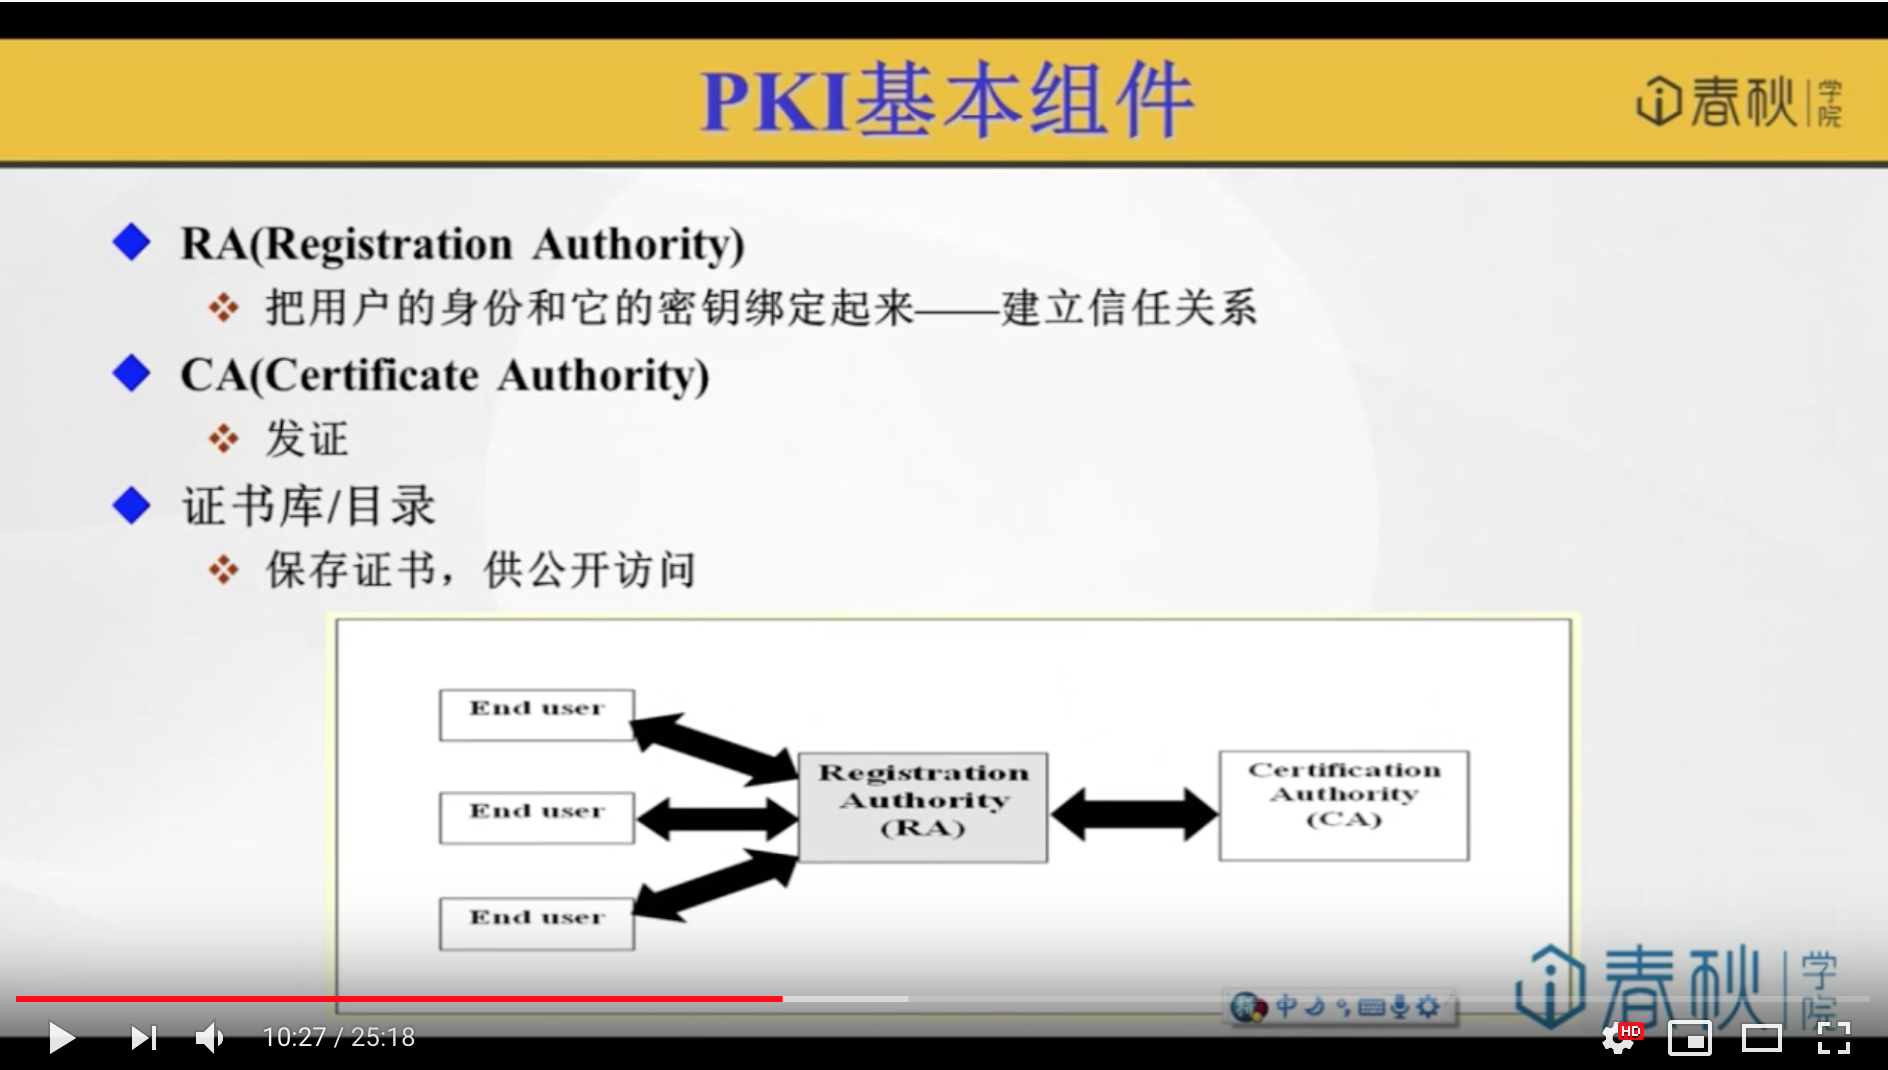 PKI基本组件
春秋学院
RA(Registration Authority)
把用户的身份和它的密钥绑定起来——建立信任关系
CA(Certificate Authority)
发证
证书库/目录
保存证书，供公开访问
End user
End user
End user
Registration
Authority
(RA)
Certification
Authority
(CA)
春秋学院
中
10:27 / 25:18
HD